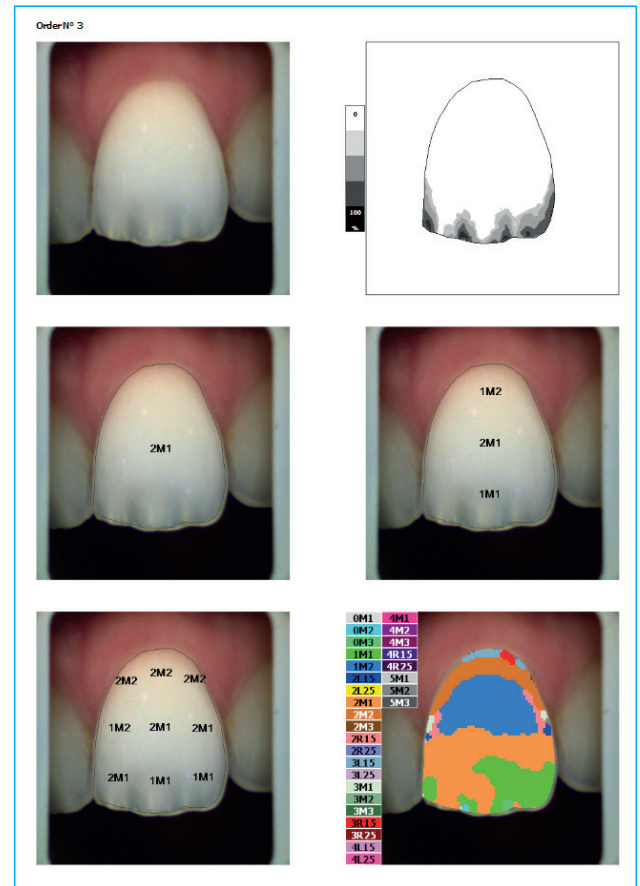 Order N° 3
0
100
%
2M1
1M2
2M1
1M1
2M2 2M2 2M2
1M2 2M1 2M1
2M1 1M1 1M1
0M1 4M1
0M2 4M2
0M3 4M3
1M1 4R15
1M2 4R25
2L15 5M1
2L25 5M2
2M1 5M3
2M2
2M3
2R15
2R25
3L15
3L25
3M1
3M2
3M3
3R15
3R25
4L15
4L25